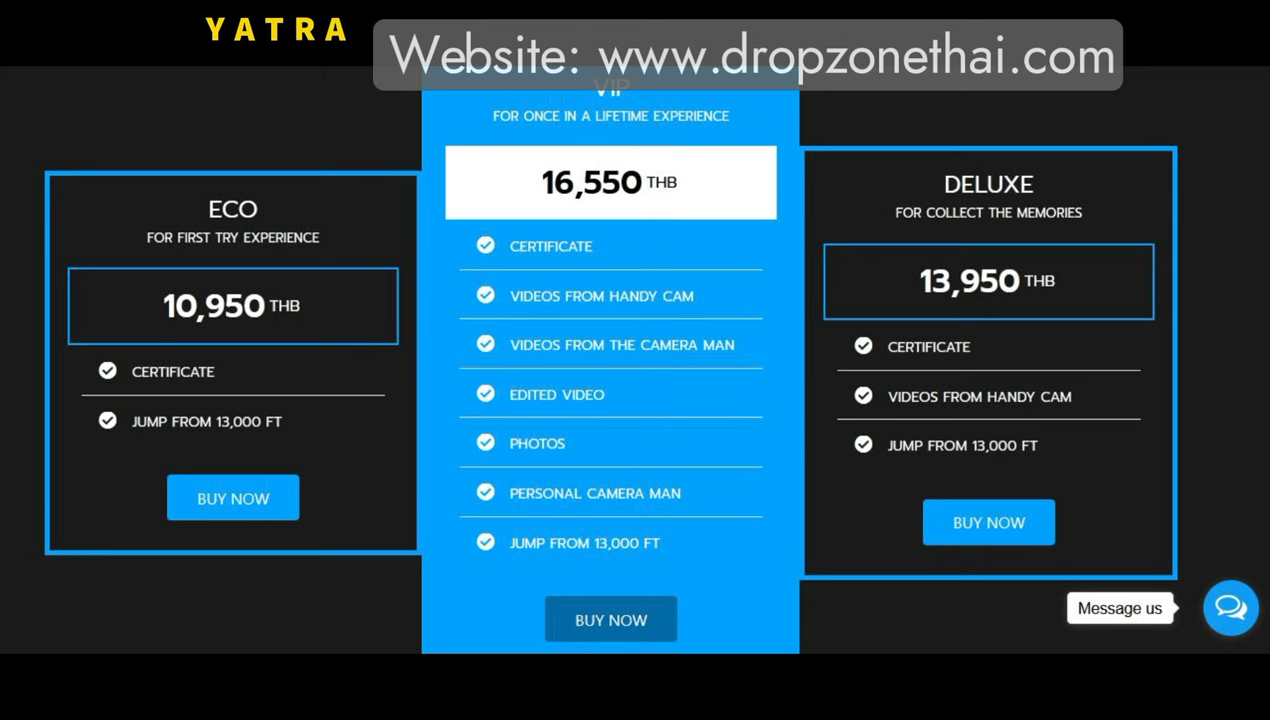 YATRA
Website: www.dropzonethai.com
VIP
FOR ONCE IN A LIFETIME EXPERIENCE
16,550 THB
CERTIFICATE
VIDEOS FROM HANDY CAM
VIDEOS FROM THE CAMERA MAN
EDITED VIDEO
PHOTOS
PERSONAL CAMERA MAN
JUMP FROM 13,000 FT
BUY NOW
ECO
FOR FIRST TRY EXPERIENCE
10,950 THB
CERTIFICATE
JUMP FROM 13,000 FT
BUY NOW
DELUXE
FOR COLLECT THE MEMORIES
13,950 THB
CERTIFICATE
VIDEOS FROM HANDY CAM
JUMP FROM 13,000 FT
BUY NOW
Message us